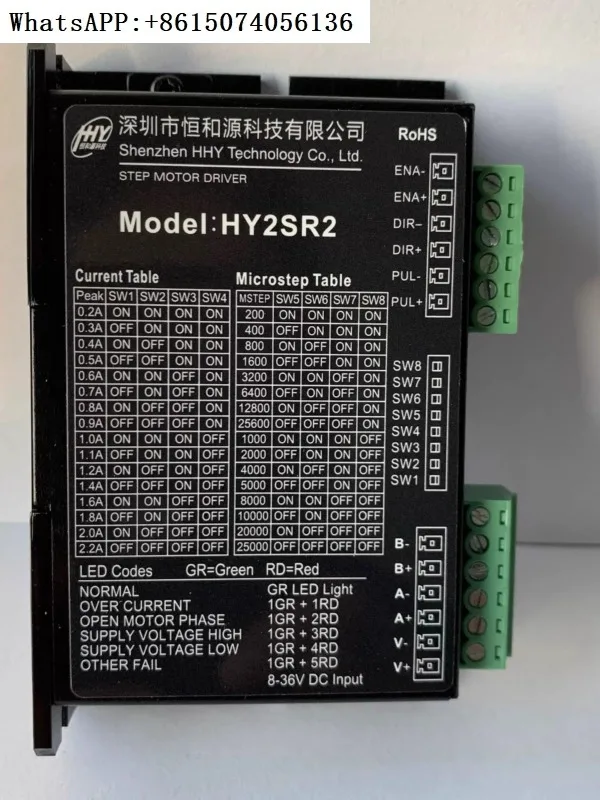 WhatsAPP:+8615074056136
HHY
恒和源科技
深圳市恒和源科技有限公司
Shenzhen HHY Technology Co., Ltd.
STEP MOTOR DRIVER
RoHS
Model:HY2SR2
Current Table
Peak SW1 SW2 SW3 SW4
0.2A ON ON ON ON
0.3A OFF ON ON ON
0.4A ON OFF ON ON
0.5A OFF OFF ON ON
0.6A ON ON OFF ON
0.7A OFF ON OFF ON
0.8A ON OFF OFF ON
0.9A OFF OFF OFF ON
1.0A ON ON ON OFF
1.1A OFF ON ON OFF
1.2A ON OFF ON OFF
1.4A OFF OFF ON OFF
1.6A ON ON OFF OFF
1.8A OFF ON OFF OFF
2.0A ON OFF OFF OFF
2.2A OFF OFF OFF OFF
Microstep Table
MSTEP SW5 SW6 SW7 SW8
200 ON ON ON ON
400 OFF ON ON ON
800 ON OFF ON ON
1600 OFF OFF ON ON
3200 ON ON OFF ON
6400 OFF ON OFF ON
12800 ON OFF OFF ON
25600 OFF OFF OFF ON
1000 ON ON ON OFF
2000 OFF ON ON OFF
4000 ON OFF ON OFF
5000 OFF OFF ON OFF
8000 ON ON OFF OFF
10000 OFF ON OFF OFF
20000 ON OFF OFF OFF
25000 OFF OFF OFF OFF
LED Codes GR=Green RD=Red
NORMAL GR LED Light
OVER CURRENT 1GR + 1RD
OPEN MOTOR PHASE 1GR + 2RD
SUPPLY VOLTAGE HIGH 1GR + 3RD
SUPPLY VOLTAGE LOW 1GR + 4RD
OTHER FAIL 1GR + 5RD
8-36V DC Input
ENA-
ENA+
DIR-
DIR+
PUL-
PUL+
SW8
SW7
SW6
SW5
SW4
SW3
SW2
SW1
B-
B+
A-
A+
V-
V+